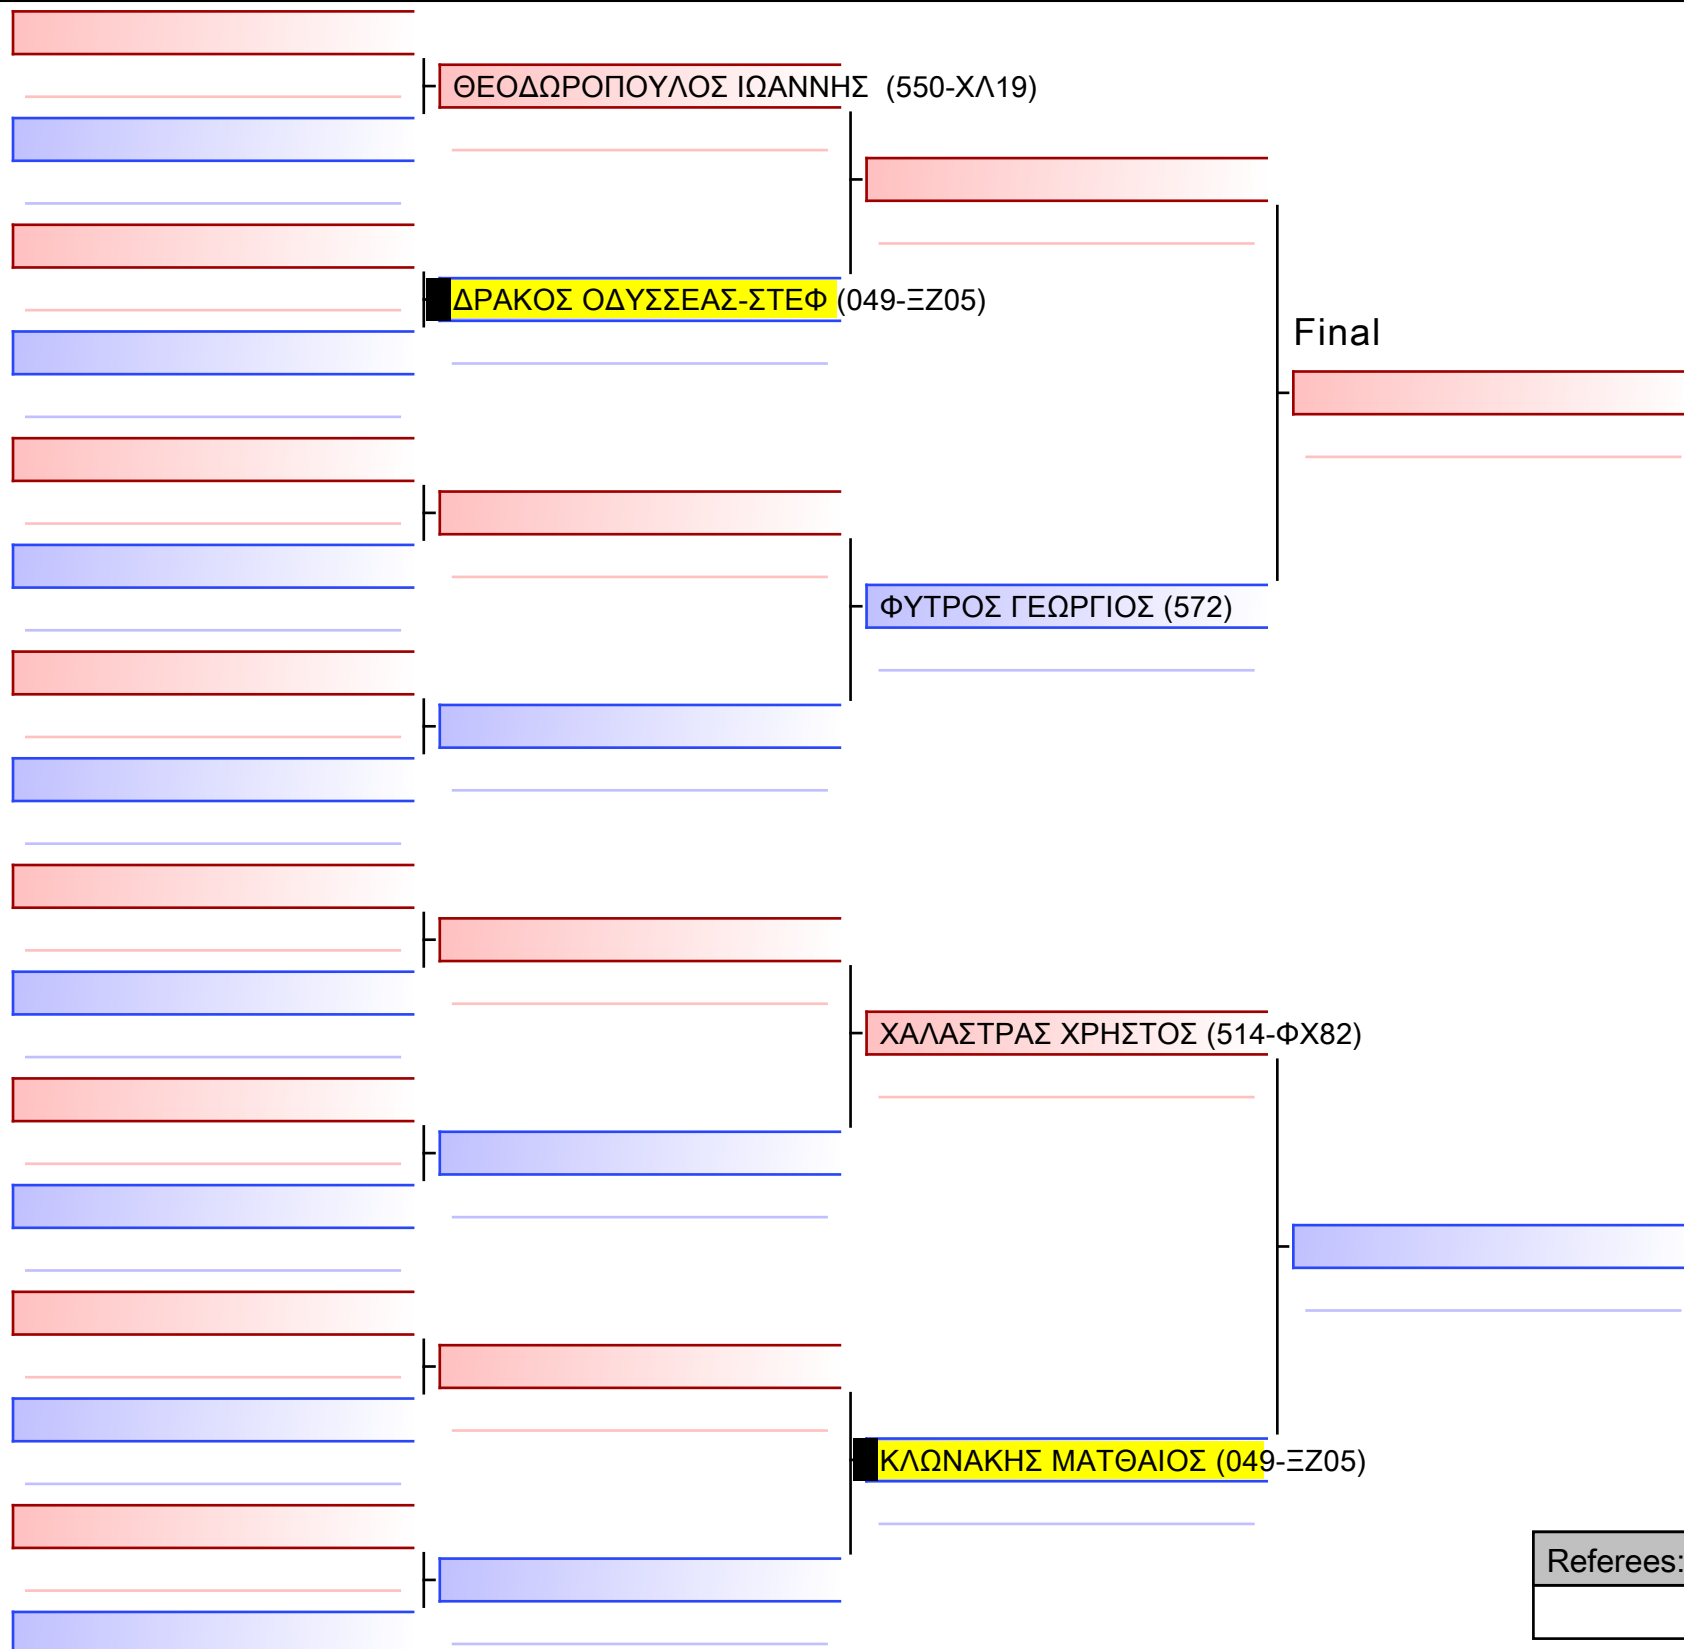 ΘΕΟΔΩΡΟΠΟΥΛΟΣ ΙΩΑΝΝΗΣ (550-ΧΛ19)
ΔΡΑΚΟΣ ΟΔΥΣΣΕΑΣ-ΣΤΕΦ (049-ΞΖ05)
Final
ΦΥΤΡΟΣ ΓΕΩΡΓΙΟΣ (572)
ΧΑΛΑΣΤΡΑΣ ΧΡΗΣΤΟΣ (514-ΦΧ82)
ΚΛΩΝΑΚΗΣ ΜΑΤΘΑΙΟΣ (049-ΞΖ05)
Referees: